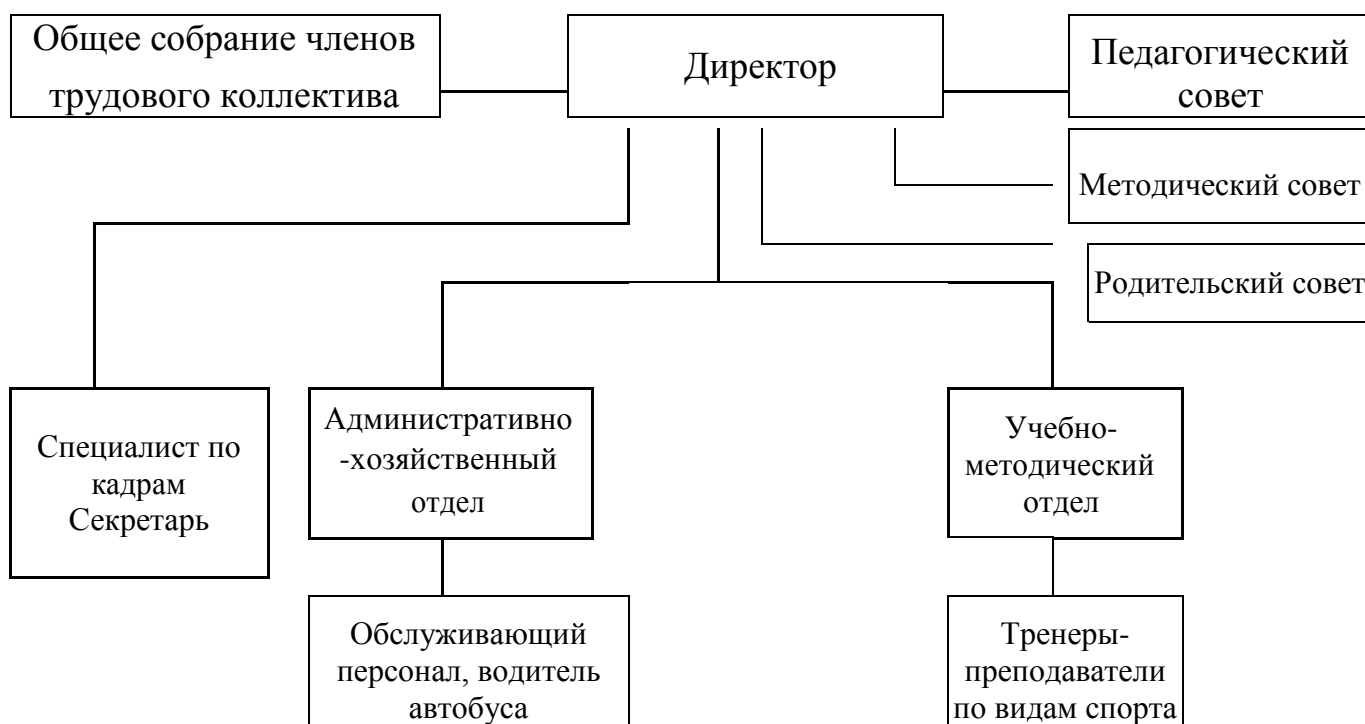 Общее собрание членов
трудового коллектива
Директор
Педагогический
совет
Методический совет
Родительский совет
Специалист по
кадрам
Секретарь
Административно
-хозяйственный
отдел
Учебно-
методический
отдел
Обслуживающий
персонал, водитель
автобуса
Тренеры-
преподаватели
по видам спорта